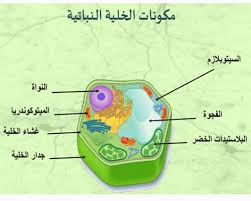 مكونات الخلية النباتية
السيتوبلازم
النواة
الميتوكوندريا
الفجوة
غشاء الخلية
البلاستيدات الخضر
جدار الخلية